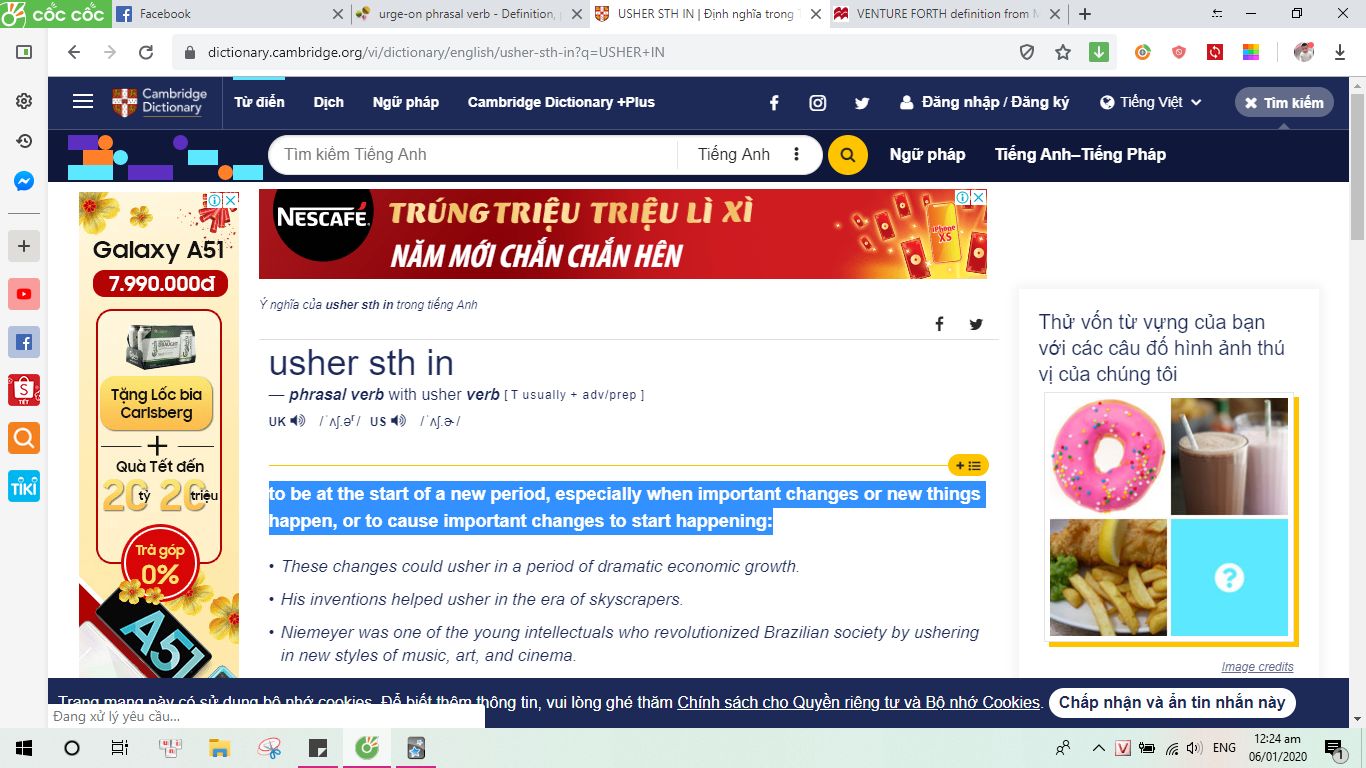 cốc cốc
Facebook
urge-on phrasal verb - Definition,
USHER STH IN | Định nghĩa trong T
VENTURE FORTH definition from M
dictionary.cambridge.org/vi/dictionary/english/usher-sth-in?q=USHER+IN
Cambridge
Dictionary
Từ điển
Dịch
Ngữ pháp
Cambridge Dictionary +Plus
Đăng nhập / Đăng ký
Tiếng Việt
Tìm kiếm
Tìm kiếm Tiếng Anh
Tiếng Anh
Ngữ pháp
Tiếng Anh–Tiếng Pháp
Galaxy A51
7.990.000đ
Tặng Lốc bia
Carlsberg
Quà Tết đến
20 tỷ 20 triệu
Trả góp
0%
A51
NESCAFÉ.
TRÚNG TRIỆU TRIỆU LÌ XÌ
NĂM MỚI CHẮN CHẮN HÊN
iPhone
XS
Ý nghĩa của usher sth in trong tiếng Anh
usher sth in
— phrasal verb with usher verb [ T usually + adv/prep ]
UK /ˈʌʃ.ər/ US /ˈʌʃ.ɚ/
to be at the start of a new period, especially when important changes or new things
happen, or to cause important changes to start happening:
• These changes could usher in a period of dramatic economic growth.
• His inventions helped usher in the era of skyscrapers.
• Niemeyer was one of the young intellectuals who revolutionized Brazilian society by ushering
in new styles of music, art, and cinema.
Thử vốn từ vựng của bạn
với các câu đố hình ảnh thú
vị của chúng tôi
?
Image credits
TẾT
TIKI
Trang mạng này có sử dụng bộ nhớ cookies. Để biết thêm thông tin, vui lòng ghé thăm Chính sách cho Quyền riêng tư và Bộ nhớ Cookies.
Chấp nhận và ẩn tin nhắn này
Đang xử lý yêu cầu...
ENG
12:24 am
06/01/2020
1